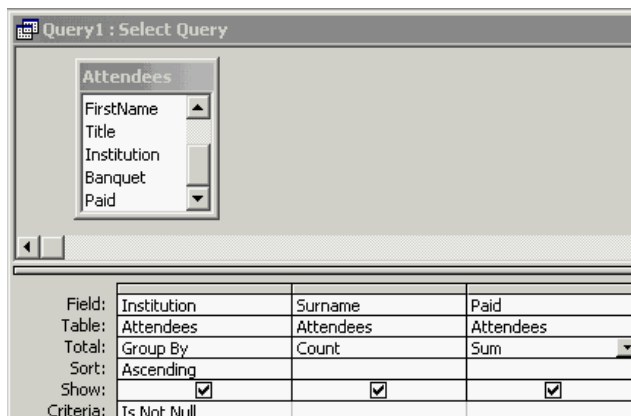 Query1 : Select Query
Attendees
FirstName
Title
Institution
Banquet
Paid
Field: Institution Surname Paid
Table: Attendees Attendees Attendees
Total: Group By Count Sum
Sort: Ascending
Show:
Criteria: Is Not Null